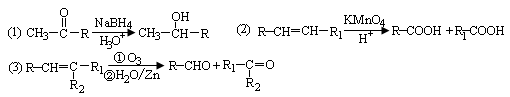 (1) CH₃—C(=O)—R —NaBH₄/H₃O⁺→ CH₃—CH(OH)—R (2) R—CH=CH—R₁ —KMnO₄/H⁺→ R—COOH + R₁COOH
(3) R—CH=C(R₂)—R₁ —①O₃/②H₂O/Zn→ R—CHO + R₁—C(R₂)=O